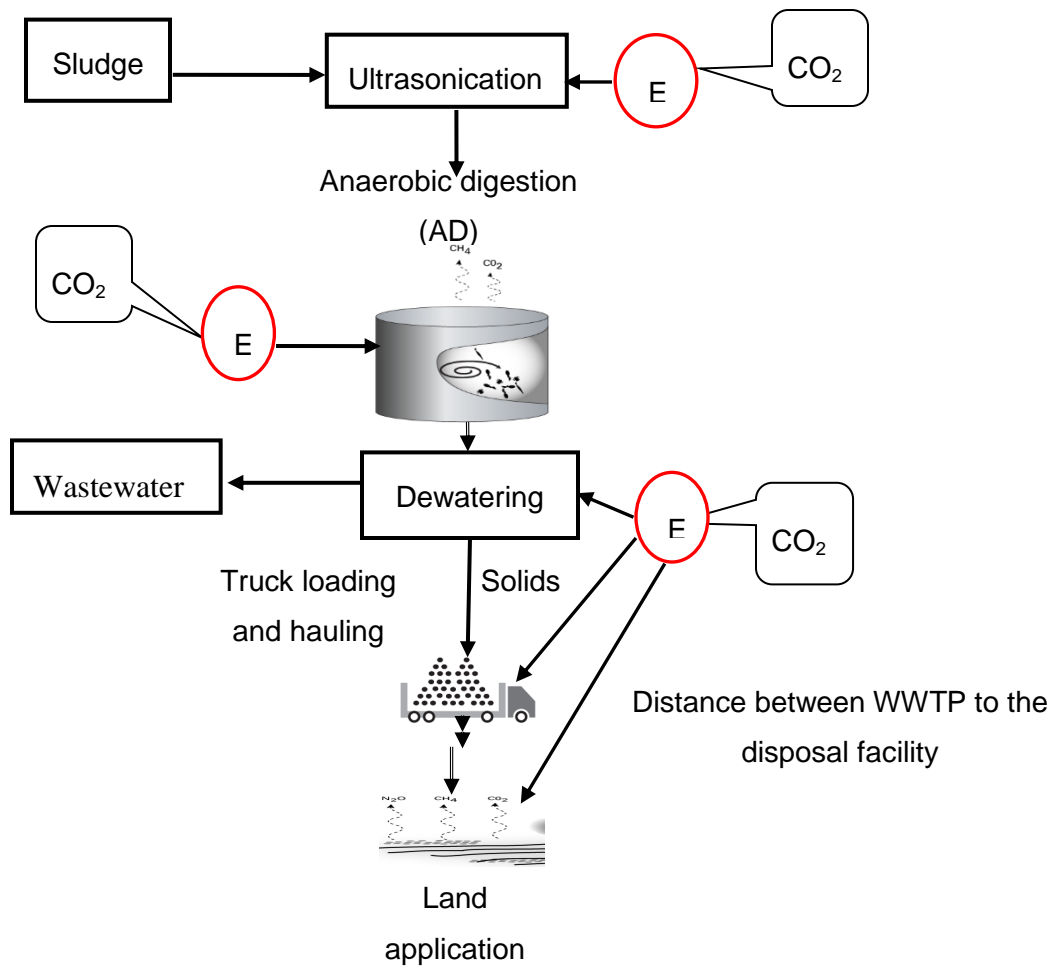 Sludge
Ultrasonication
E
CO₂
Anaerobic digestion
(AD)
CH₄
CO₂
CO₂
E
Wastewater
Dewatering
E
CO₂
Truck loading
and hauling
Solids
Distance between WWTP to the
disposal facility
N₂O
CH₄
CO₂
Land
application